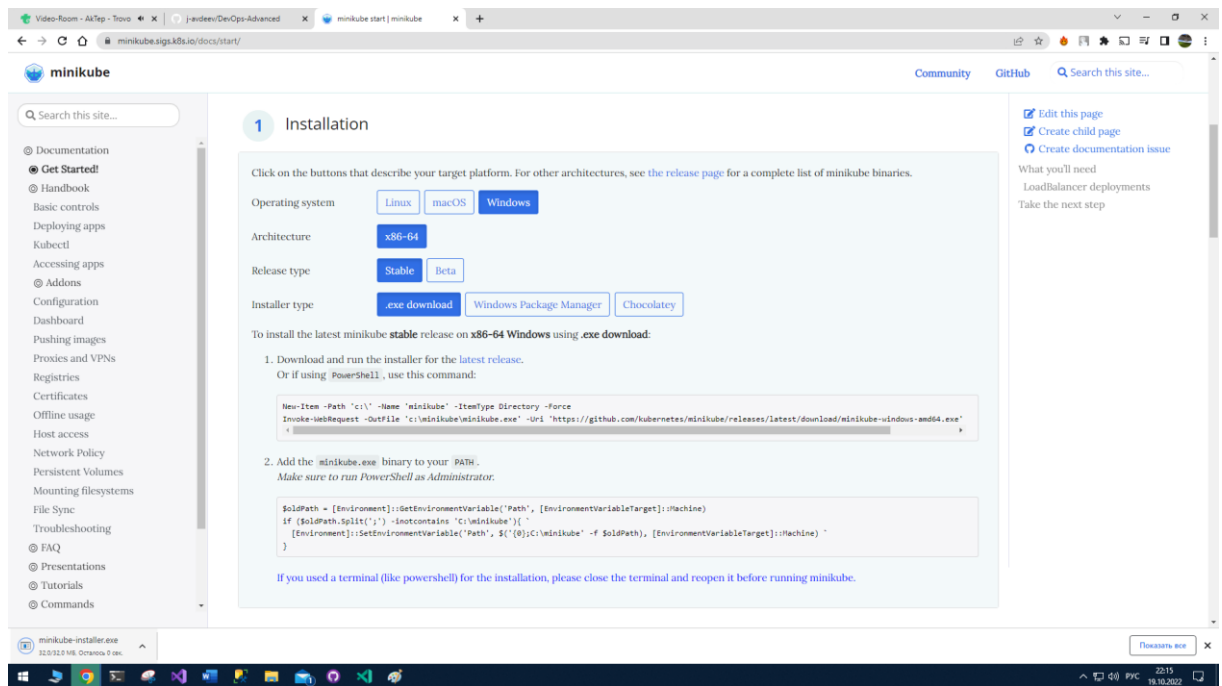 Video-Room - AkTep - Trovo
j-avdeev/DevOps-Advanced
minikube start | minikube
minikube.sigs.k8s.io/docs/start/
minikube
Community
GitHub
Search this site...
Search this site...
Documentation
Get Started!
Handbook
Basic controls
Deploying apps
Kubectl
Accessing apps
Addons
Configuration
Dashboard
Pushing images
Proxies and VPNs
Registries
Certificates
Offline usage
Host access
Network Policy
Persistent Volumes
Mounting filesystems
File Sync
Troubleshooting
FAQ
Presentations
Tutorials
Commands
1 Installation
Click on the buttons that describe your target platform. For other architectures, see the release page for a complete list of minikube binaries.
Operating system Linux macOS Windows
Architecture x86-64
Release type Stable Beta
Installer type .exe download Windows Package Manager Chocolatey
To install the latest minikube stable release on x86-64 Windows using .exe download:
1. Download and run the installer for the latest release.
Or if using PowerShell, use this command:
New-Item -Path 'c:\' -Name 'minikube' -ItemType Directory -Force
Invoke-WebRequest -OutFile 'c:\minikube\minikube.exe' -Uri 'https://github.com/kubernetes/minikube/releases/latest/download/minikube-windows-amd64.exe'
2. Add the minikube.exe binary to your PATH.
Make sure to run PowerShell as Administrator.
$oldPath = [Environment]::GetEnvironmentVariable('Path', [EnvironmentVariableTarget]::Machine)
if ($oldPath.Split(';') -inotcontains 'C:\minikube'){ `
[Environment]::SetEnvironmentVariable('Path', $('{0};C:\minikube' -f $oldPath), [EnvironmentVariableTarget]::Machine) `
}
If you used a terminal (like powershell) for the installation, please close the terminal and reopen it before running minikube.
Edit this page
Create child page
Create documentation issue
What you'll need
LoadBalancer deployments
Take the next step
minikube-installer.exe
32.0/32.0 МБ, Осталось 0 сек.
Показать все
РУС
22:15
19.10.2022